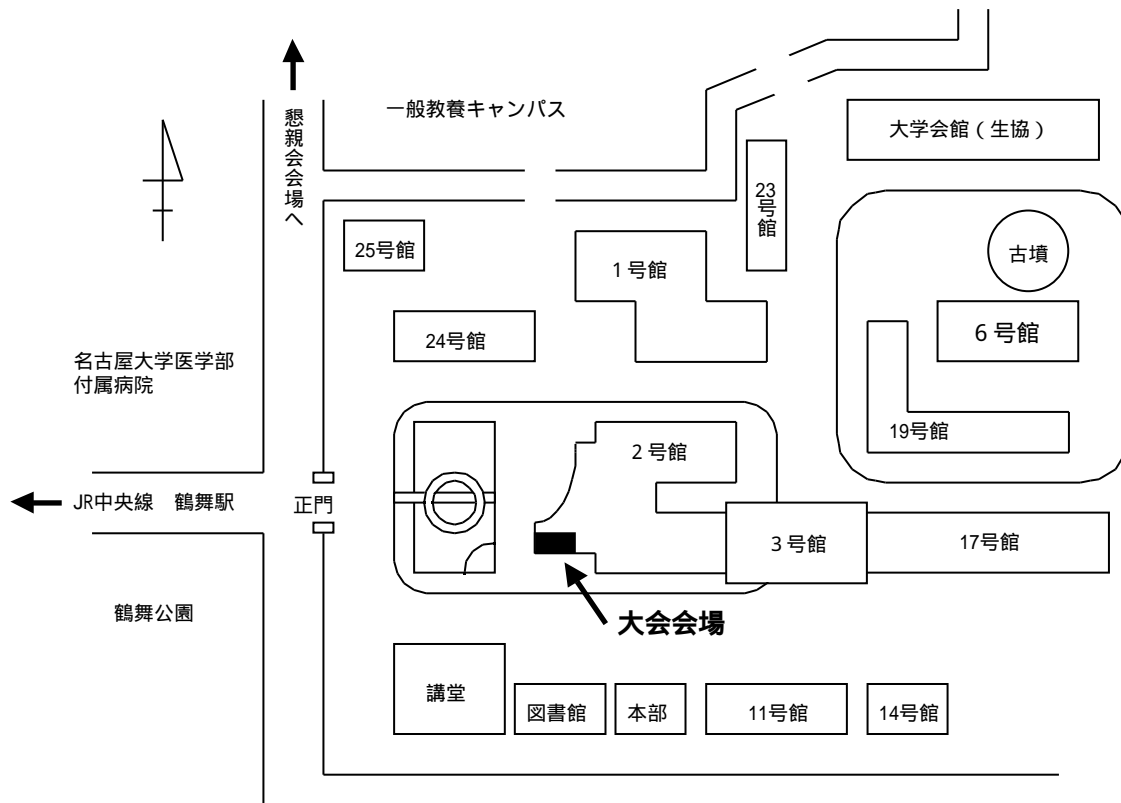 一般教養キャンパス
大学会館（生協）
懇親会会場へ
23号館
25号館
1号館
古墳
24号館
6号館
名古屋大学医学部
付属病院
19号館
2号館
JR中央線　鶴舞駅
正門
3号館
17号館
鶴舞公園
大会会場
講堂
図書館
本部
11号館
14号館